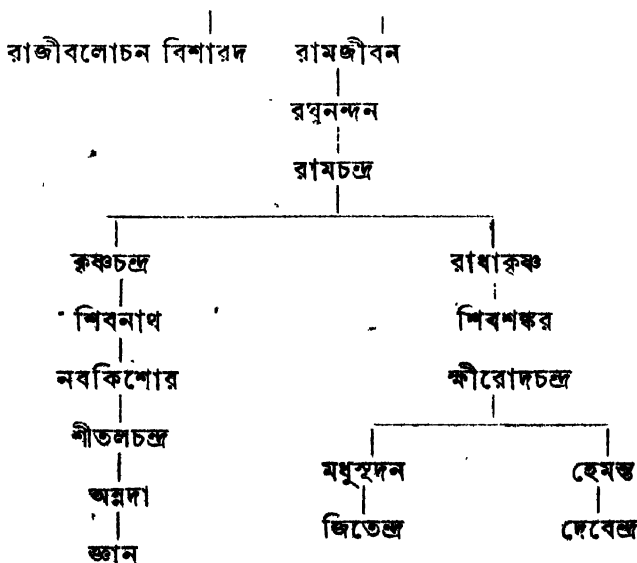 রাজীবলোচন বিশারদ রামজীবন
রঘুনন্দন
রামচন্দ্র
কৃষ্ণচন্দ্র রাধাকৃষ্ণ
শিবনাথ শিবশঙ্কর
নবকিশোর ক্ষীরোদচন্দ্র
শীতলচন্দ্র
মধুসূদন হেমন্ত
অন্নদা
জিতেন্দ্র দেবেন্দ্র
জ্ঞান